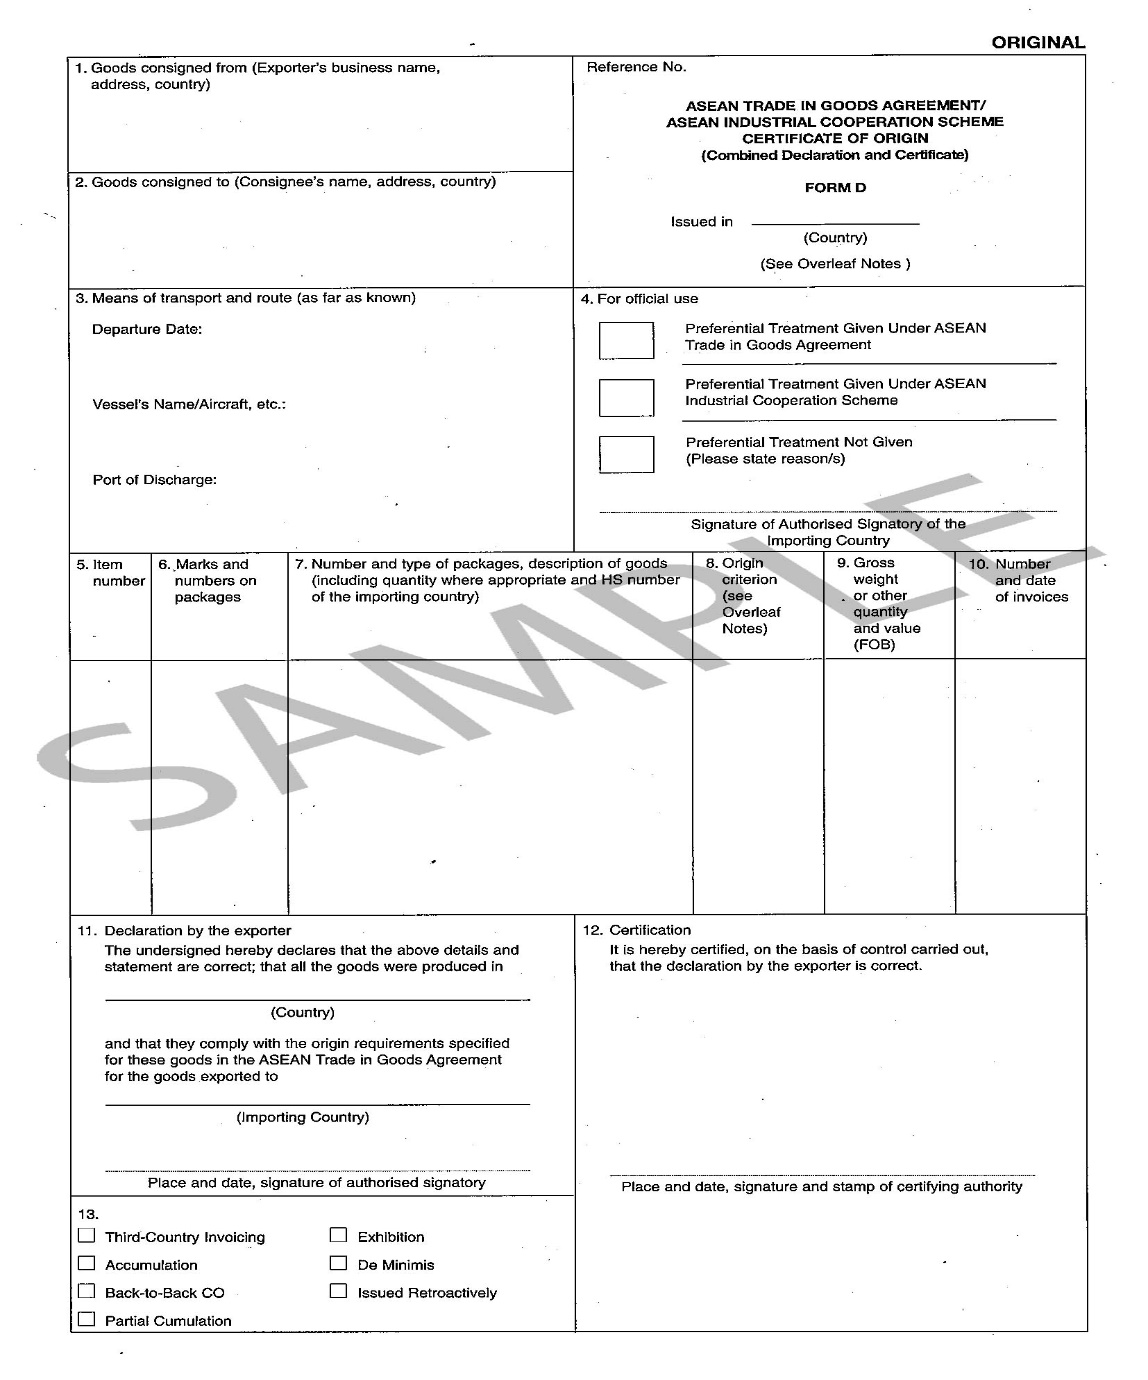 ORIGINAL
1. Goods consigned from (Exporter's business name,
address, country)
Reference No.
ASEAN TRADE IN GOODS AGREEMENT/
ASEAN INDUSTRIAL COOPERATION SCHEME
CERTIFICATE OF ORIGIN
(Combined Declaration and Certificate)
FORM D
Issued in
(Country)
(See Overleaf Notes )
2. Goods consigned to (Consignee's name, address, country)
3. Means of transport and route (as far as known)
Departure Date:
Vessel's Name/Aircraft, etc.:
Port of Discharge:
4. For official use
Preferential Treatment Given Under ASEAN
Trade in Goods Agreement
Preferential Treatment Given Under ASEAN
Industrial Cooperation Scheme
Preferential Treatment Not Given
(Please state reason/s)
Signature of Authorised Signatory of the
Importing Country
5. Item
number
6. Marks and
numbers on
packages
7. Number and type of packages, description of goods
(including quantity where appropriate and HS number
of the importing country)
8. Origin
criterion
(see
Overleaf
Notes)
9. Gross
weight
or other
quantity
and value
(FOB)
10. Number
and date
of invoices
SAMPLE
11. Declaration by the exporter
The undersigned hereby declares that the above details and
statement are correct; that all the goods were produced in
(Country)
and that they comply with the origin requirements specified
for these goods in the ASEAN Trade in Goods Agreement
for the goods exported to
(Importing Country)
Place and date, signature of authorised signatory
12. Certification
It is hereby certified, on the basis of control carried out,
that the declaration by the exporter is correct.
Place and date, signature and stamp of certifying authority
13.
Third-Country Invoicing
Exhibition
Accumulation
De Minimis
Back-to-Back CO
Issued Retroactively
Partial Cumulation